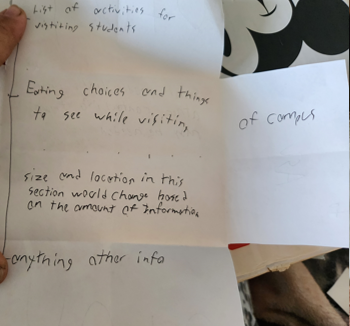 - List of activities for
visiting students
- Eating choices and things
to see while visiting
of campus
size and location in this
section would change based
on the amount of Information
- anything other info